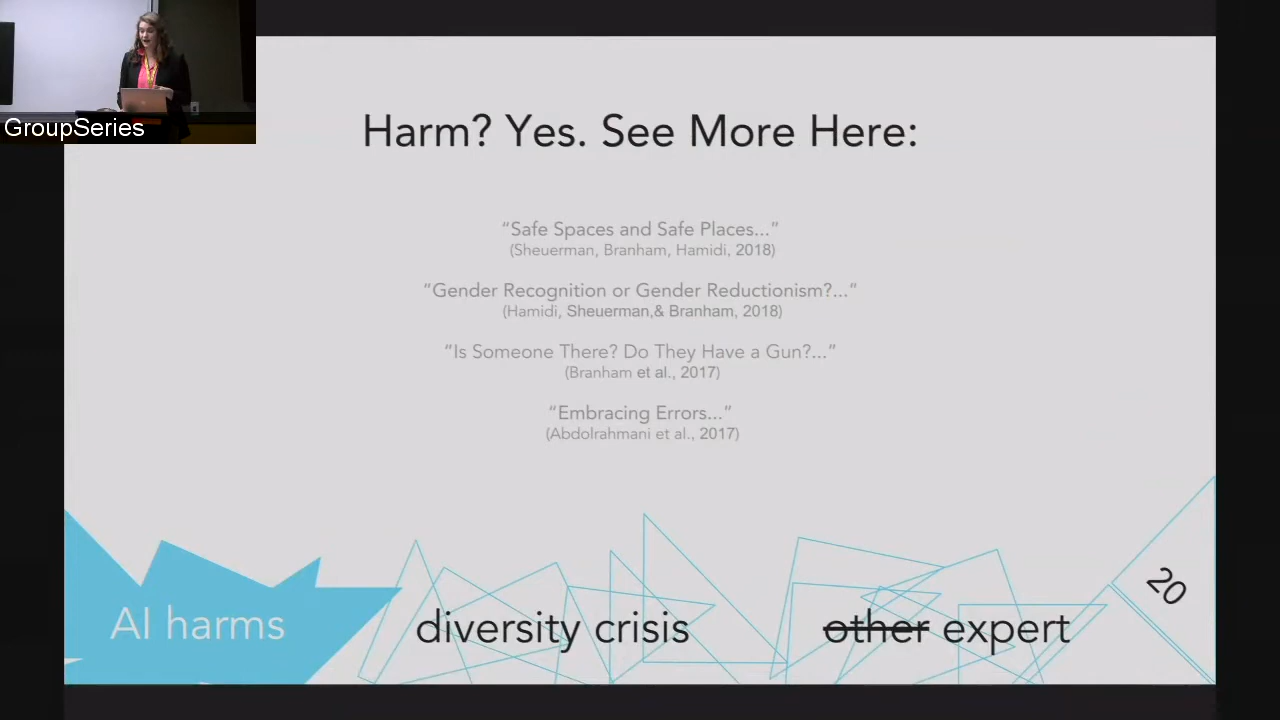 GroupSeries
Harm? Yes. See More Here:
“Safe Spaces and Safe Places...”
(Sheuerman, Branham, Hamidi, 2018)
“Gender Recognition or Gender Reductionism?...“
(Hamidi, Sheuerman,& Branham, 2018)
“Is Someone There? Do They Have a Gun?...”
(Branham et al., 2017)
“Embracing Errors...”
(Abdolrahmani et al., 2017)
AI harms
diversity crisis
other expert
20